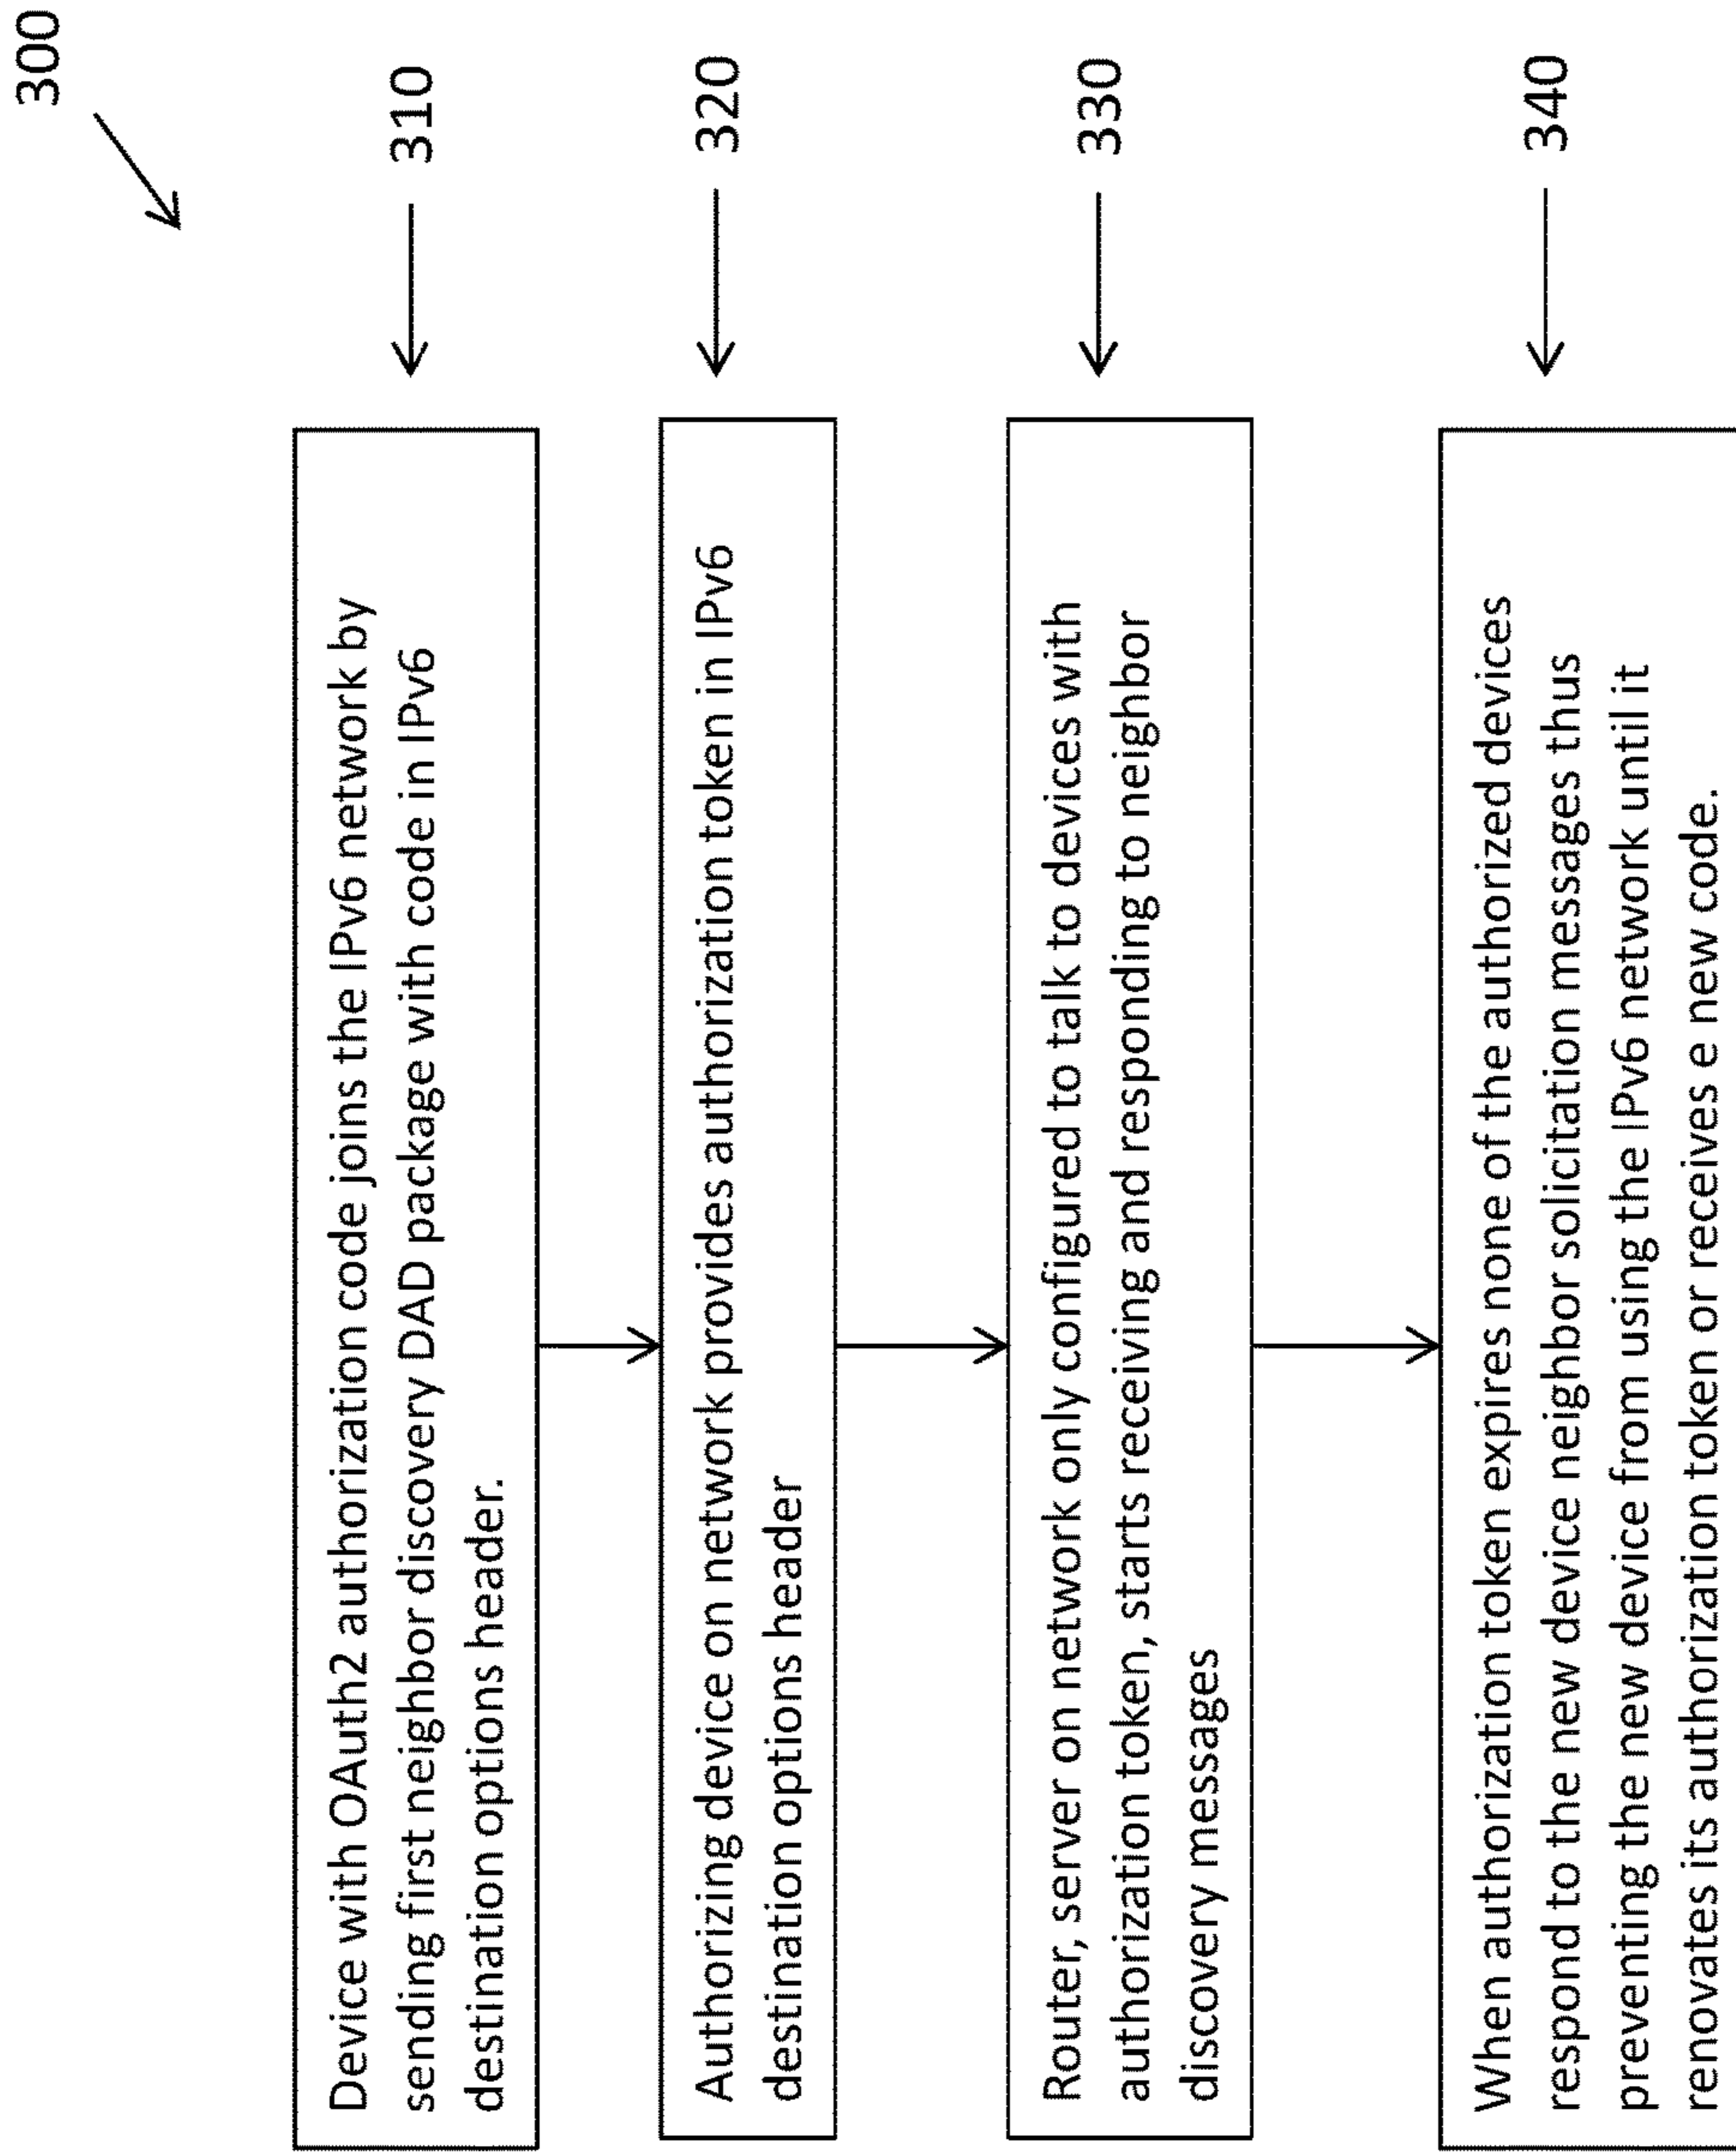 300
Device with OAuth2 authorization code joins the IPv6 network by
sending first neighbor discovery DAD package with code in IPv6
destination options header.
310
Authorizing device on network provides authorization token in IPv6
destination options header
320
Router, server on network only configured to talk to devices with
authorization token, starts receiving and responding to neighbor
discovery messages
330
When authorization token expires none of the authorized devices
respond to the new device neighbor solicitation messages thus
preventing the new device from using the IPv6 network until it
renovates its authorization token or receives e new code.
340